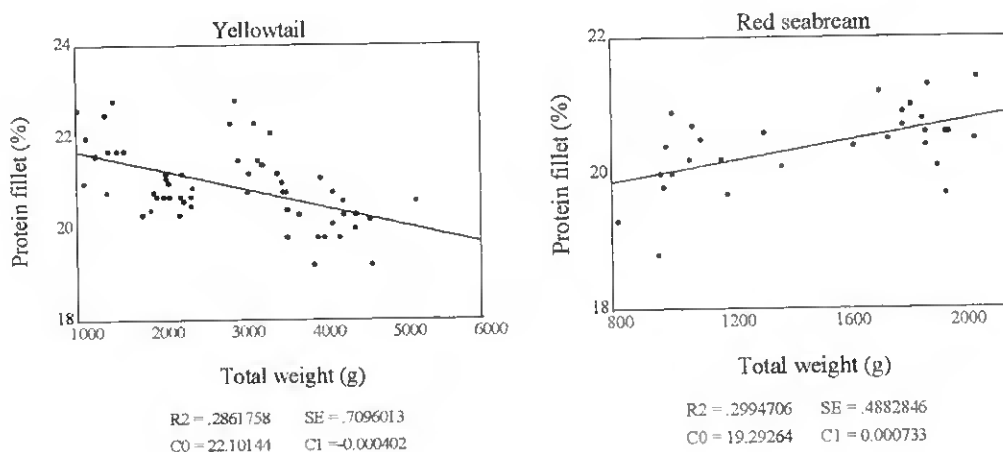 Yellowtail
24
22
20
18
Protein fillet (%)
1000 2000 3000 4000 5000 6000
Total weight (g)
R2 = .2861758 SE = .7096013
C0 = 22.10144 C1 =-0.000402
Red seabream
22
20
18
Protein fillet (%)
800 1200 1600 2000
Total weight (g)
R2 = .2994706 SE = .4882846
C0 = 19.29264 C1 = 0.000733